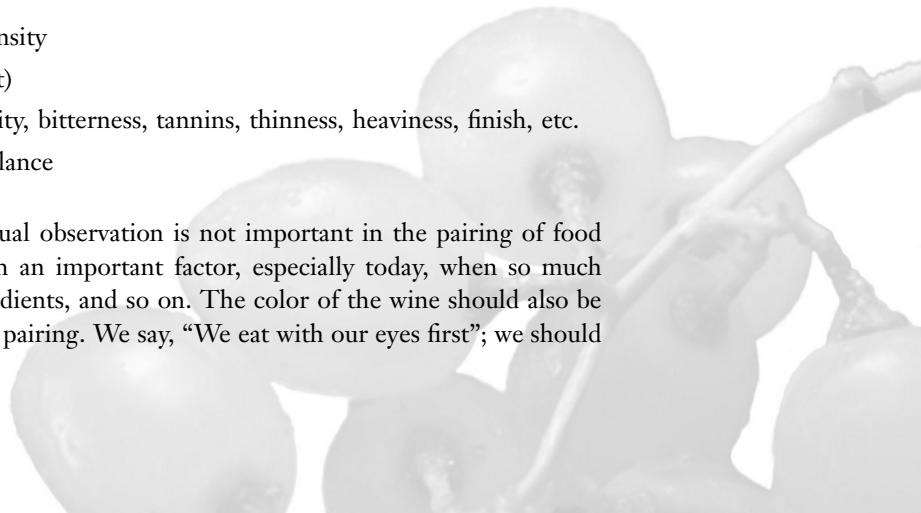 nsity
t)
ity, bitterness, tannins, thinness, heaviness, finish, etc.
lance
ual observation is not important in the pairing of food
n an important factor, especially today, when so much
dients, and so on. The color of the wine should also be
pairing. We say, “We eat with our eyes first”; we should